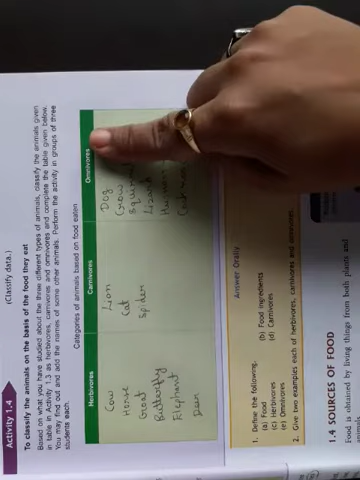 (Classify data.)
Activity 1.4
To classify the animals on the basis of the food they eat
Based on what you have studied about the three different types of animals, classify the animals given
in table in Activity 1.3 as herbivores, carnivores and omnivores and complete the table given below.
You may find out and add the names of some other animals. Perform the activity in groups of three
students each.
Categories of animals based on food eaten
Herbivores Carnivores Omnivores
Cow Lion Dog
Horse Cat Crow
Goat Spider
Butterfly Lizard
Elephant Human
Deer
Answer Orally
1. Define the following.
(a) Food (b) Food ingredients
(c) Herbivores (d) Carnivores
(e) Omnivores
2. Give two examples each of herbivores, carnivores and omnivores.
1.4 SOURCES OF FOOD
Food is obtained by living things from both plants and
animals.